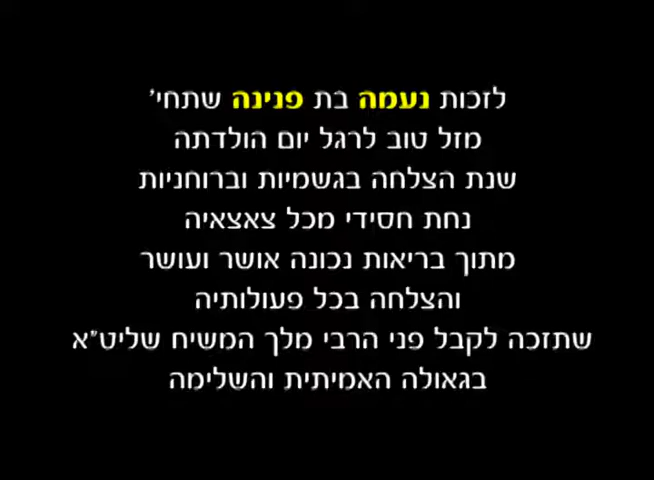 לזכות נעמה בת פנינה שתחי'
מזל טוב לרגל יום הולדתה
שנת הצלחה בגשמיות וברוחניות
נחת חסידי מכל צאצאיה
מתוך בריאות נכונה אושר ועושר
והצלחה בכל פעולותיה
שתזכה לקבל פני הרבי מלך המשיח שליט"א
בגאולה האמיתית והשלימה